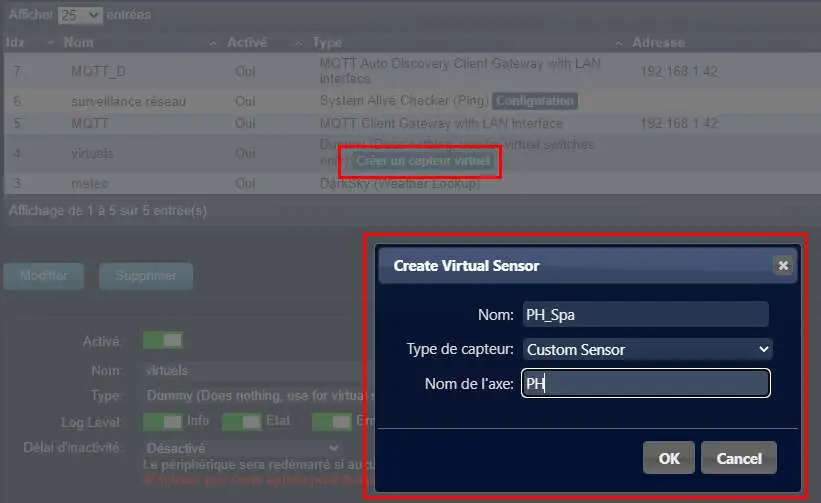 Afficher 25 entrées
Idx Nom Activé Type Adresse
7 MQTT_D Oui MQTT Auto Discovery Client Gateway with LAN
interface 192.168.1.42
6 surveillance réseau Oui System Alive Checker (Ping) Configuration
5 MQTT Oui MQTT Client Gateway with LAN interface 192.168.1.42
4 virtuels Oui Dummy (Does nothing, use for virtual switches
only) Créer un capteur virtuel
3 meteo Oui DarkSky (Weather Lookup)
Affichage de 1 à 5 sur 5 entrée(s)
Modifier Supprimer
Create Virtual Sensor
Nom: PH_Spa
Type de capteur: Custom Sensor
Nom de l'axe: PH
OK Cancel
Activé:
Nom: virtuels
Type: Dummy (Does nothing, use for virtual s
Log Level: Info Etat Err
Délai d'inactivité: Désactivé
Le périphérique sera redémarré si aucu